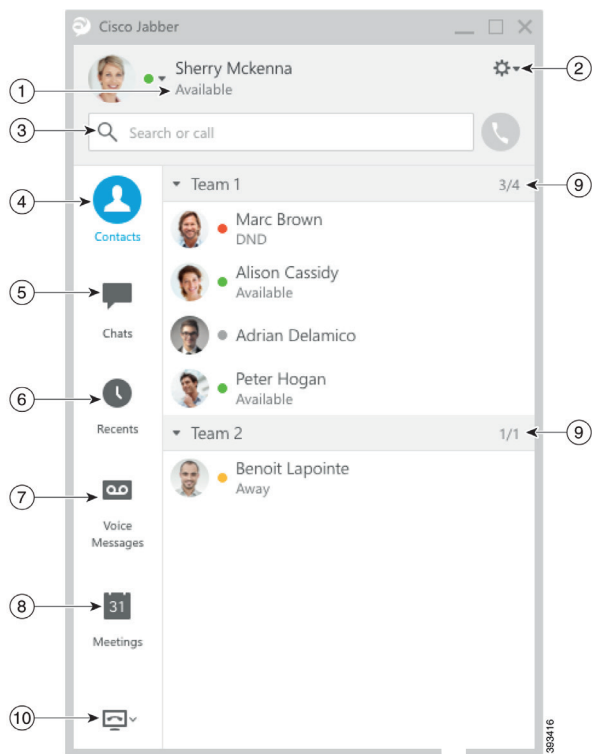 Cisco Jabber
Sherry Mckenna
Available
1
2
3
Search or call
4
Contacts
Team 1
3/4
9
Marc Brown
DND
5
Chats
Alison Cassidy
Available
Adrian Delamico
6
Recents
Peter Hogan
Available
Team 2
1/1
9
Benoit Lapointe
Away
7
Voice
Messages
8
31
Meetings
10
393416